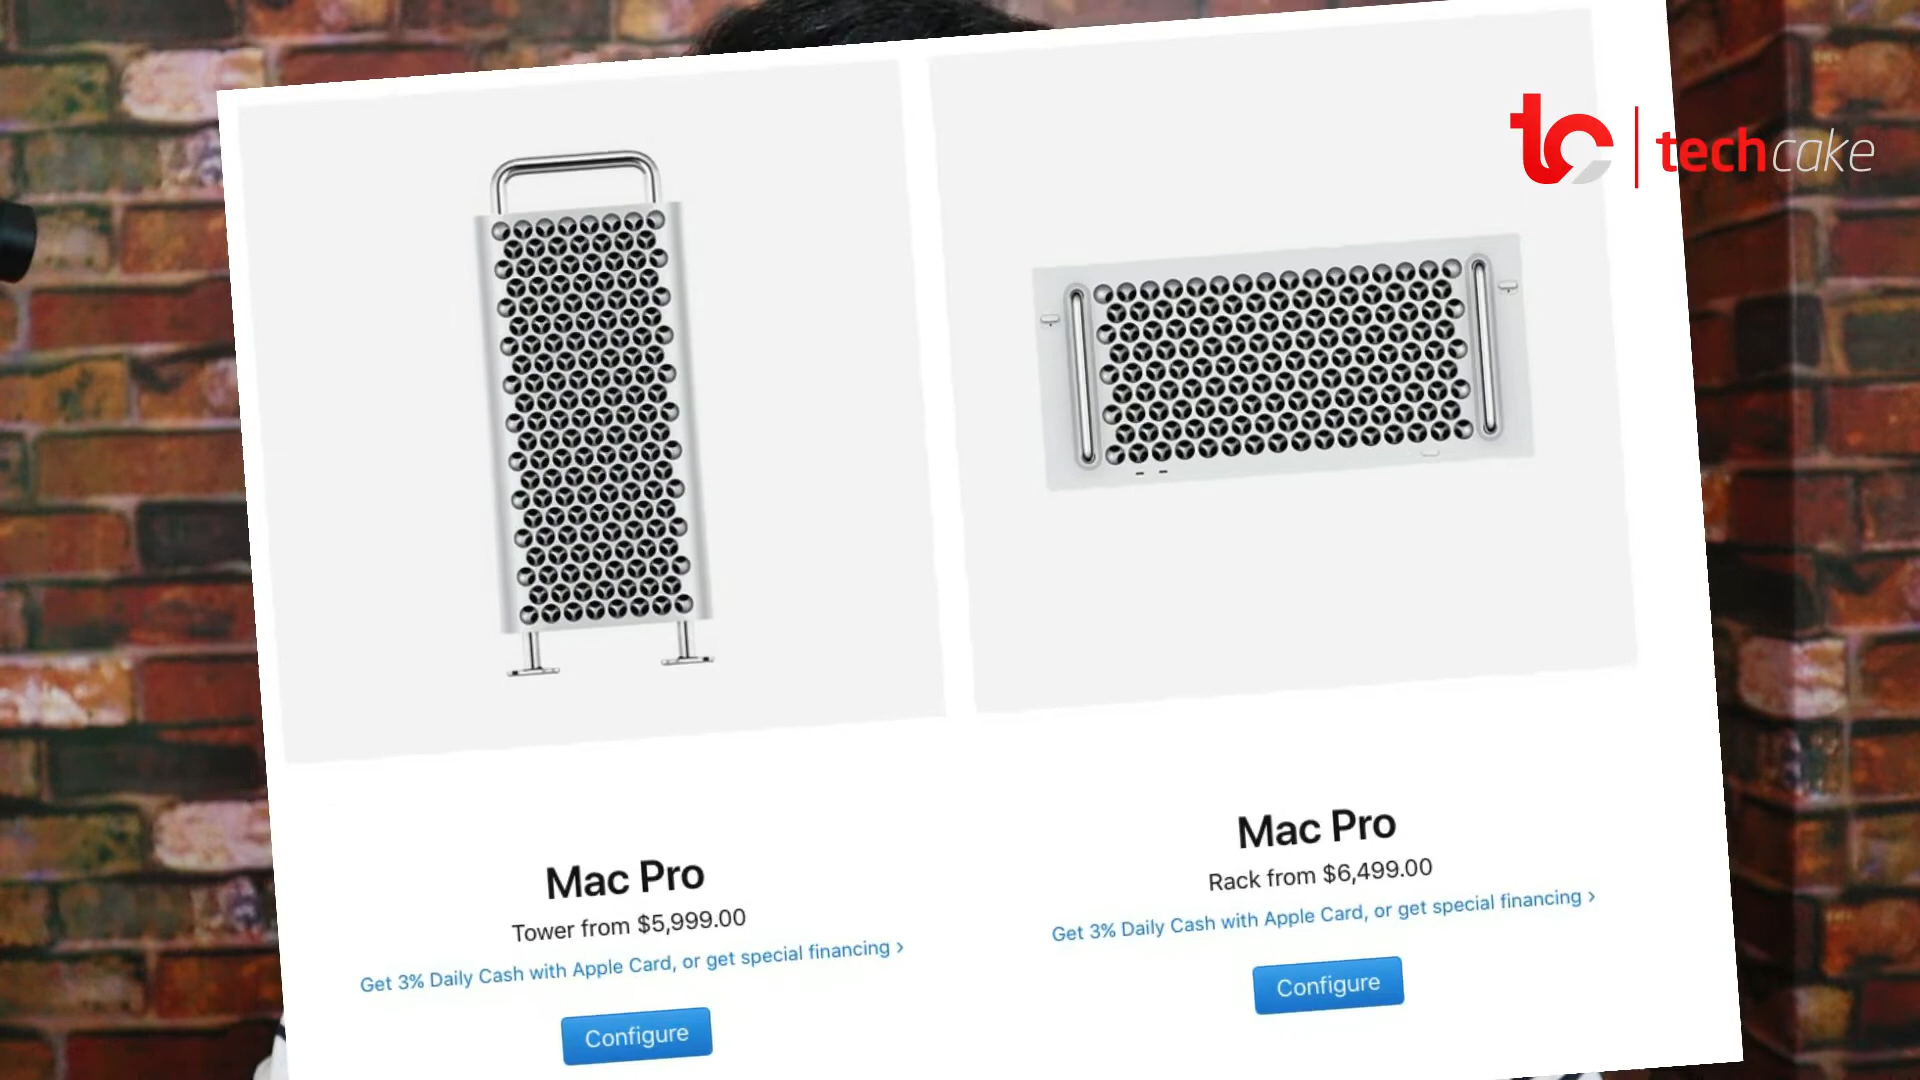 tc | techcake
Mac Pro
Tower from $5,999.00
Get 3% Daily Cash with Apple Card, or get special financing >
Configure
Mac Pro
Rack from $6,499.00
Get 3% Daily Cash with Apple Card, or get special financing >
Configure